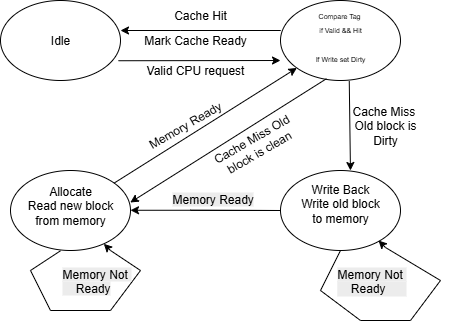 Cache Hit
Mark Cache Ready
Idle
Compare Tag
if Valid && Hit
If Write set Dirty
Valid CPU request
Memory Ready
Cache Miss Old
block is clean
Cache Miss
Old block is
Dirty
Allocate
Read new block
from memory
Memory Ready
Write Back
Write old block
to memory
Memory Not
Ready
Memory Not
Ready